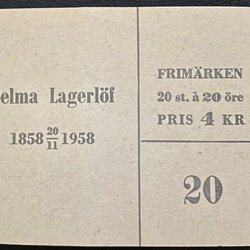 elma Lagerlöf
1858 20/11 1958
FRIMÄRKEN
20 st. à 20 öre
PRIS 4 KR
20